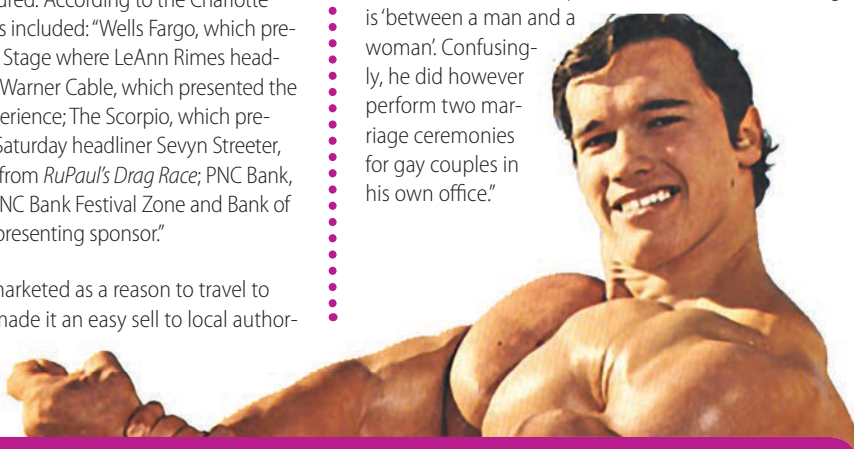 ured. According to the Charlotte
s included: “Wells Fargo, which pre-
Stage where LeAnn Rimes head-
Warner Cable, which presented the
perience; The Scorpio, which pre-
Saturday headliner Sevyn Streeter,
from RuPaul’s Drag Race; PNC Bank,
NC Bank Festival Zone and Bank of
presenting sponsor.”
marketed as a reason to travel to
made it an easy sell to local author-
is ‘between a man and a
woman’. Confusing-
ly, he did however
perform two mar-
riage ceremonies
for gay couples in
his own office.”